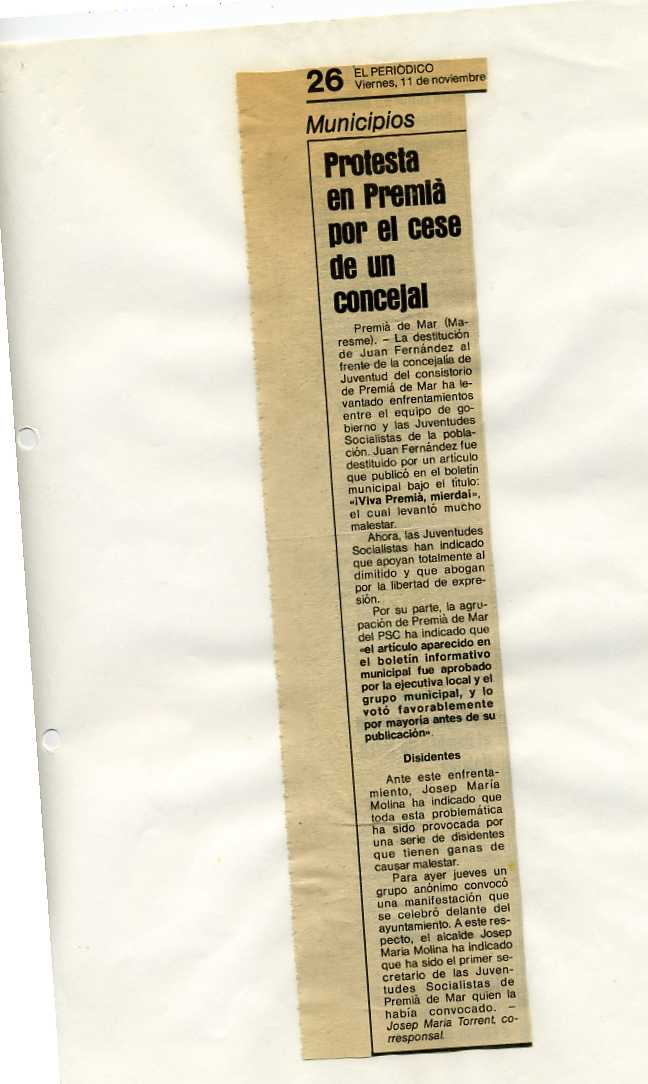 26 EL PERIÓDICO
Viernes, 11 de noviembre
Municipios
Protesta
en Premià
por el cese
de un
concejal
Premià de Mar (Ma-
resme). – La destitución
de Juan Fernández al
frente de la concejalía de
Juventud del consistorio
de Premiá de Mar ha le-
vantado enfrentamientos
entre el equipo de go-
bierno y las Juventudes
Socialistas de la pobla-
ción. Juan Fernández fue
destituido por un artículo
que publicó en el boletín
municipal bajo el título:
«¡Viva Premià, mierda!»,
el cual levantó mucho
malestar.
Ahora, las Juventudes
Socialistas han indicado
que apoyan totalmente al
dimitido y que abogan
por la libertad de expre-
sión.
Por su parte, la agru-
pación de Premià de Mar
del PSC ha indicado que
«el artículo aparecido en
el boletín informativo
municipal fue aprobado
por la ejecutiva local y el
grupo municipal, y lo
votó favorablemente
por mayoría antes de su
publicación».
Disidentes
Ante este enfrenta-
miento, Josep María
Molina ha indicado que
toda esta problemática
ha sido provocada por
una serie de disidentes
que tienen ganas de
causar malestar.
Para ayer jueves un
grupo anónimo convocó
una manifestación que
se celebró delante del
ayuntamiento. A este res-
pecto, el alcalde Josep
Maria Molina ha indicado
que ha sido el primer se-
cretario de las Juven-
tudes Socialistas de
Premià de Mar quien la
había convocado. –
Josep Maria Torrent, co-
rresponsal.